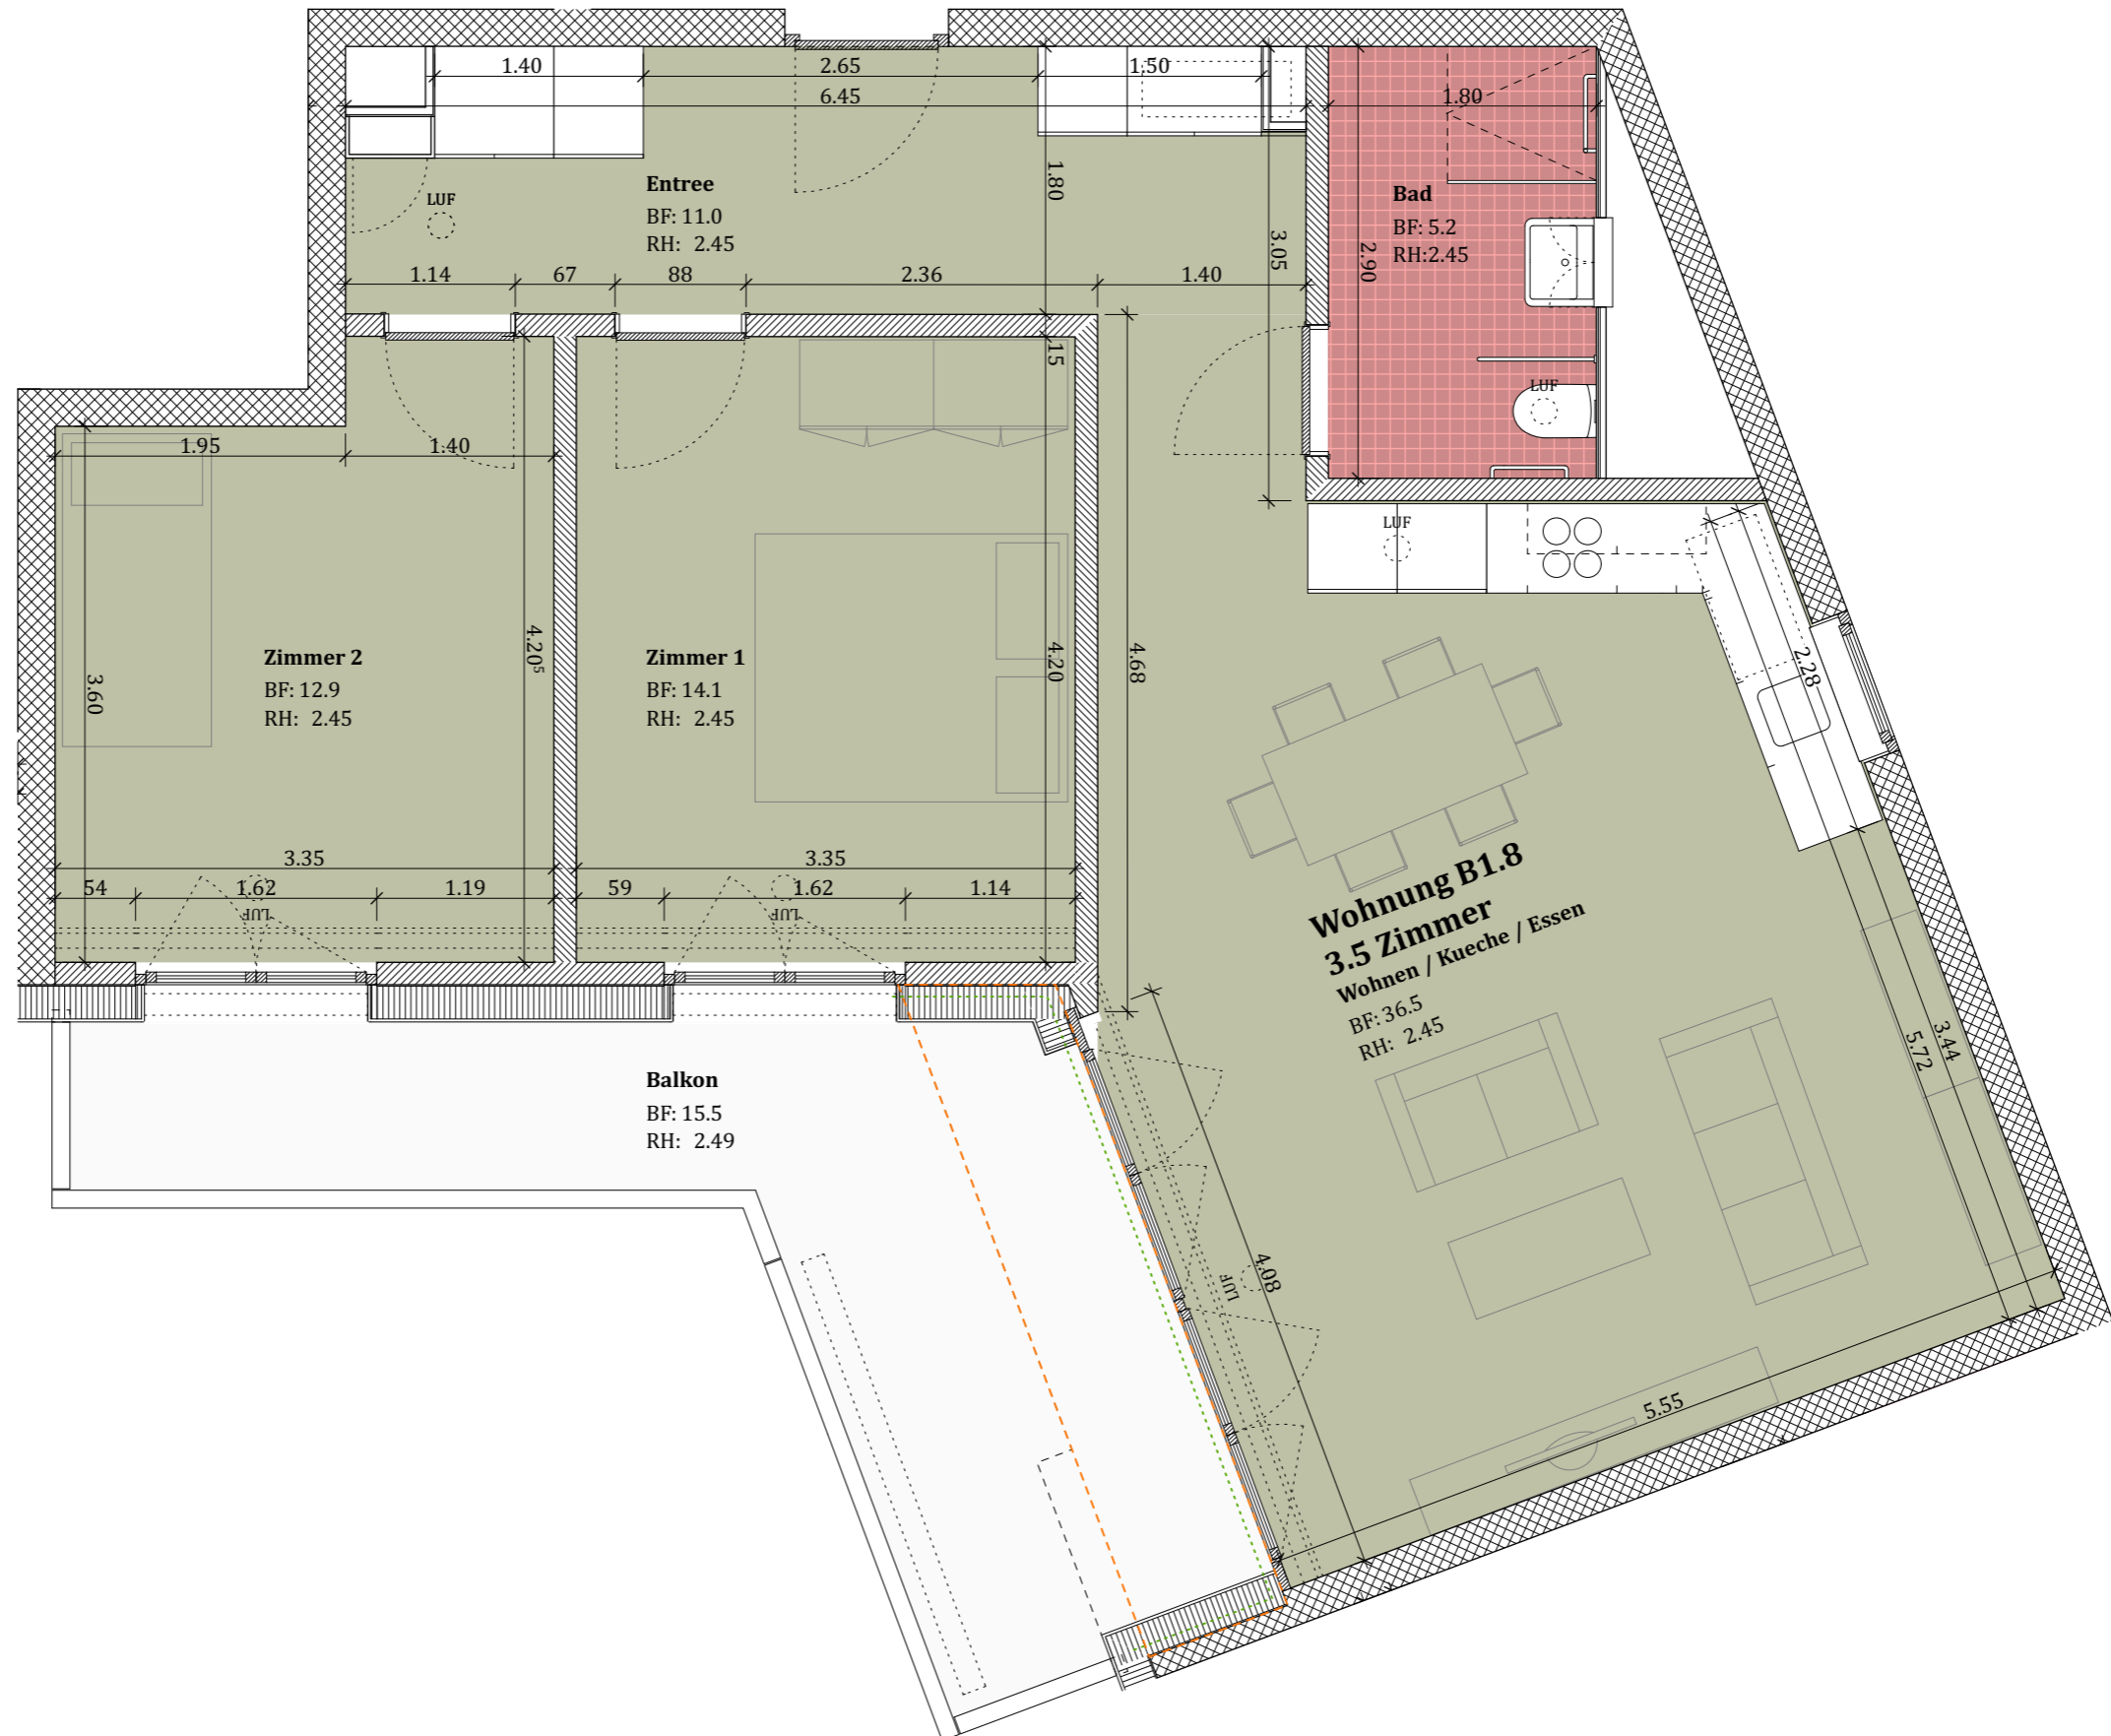 1.40
2.65
1.50
6.45
1.80
Entree
BF: 11.0
RH: 2.45
LUF
1.80
3.05
Bad
BF: 5.2
RH:2.45
2.90
1.14
67
88
2.36
1.40
15
LUF
1.95
1.40
LUF
Zimmer 2
BF: 12.9
RH: 2.45
3.60
4.20⁵
Zimmer 1
BF: 14.1
RH: 2.45
4.20
4.68
2.28
3.35
3.35
54
1.62
1.19
59
1.62
1.14
LUF
LUF
Wohnung B1.8
3.5 Zimmer
Wohnen / Kueche / Essen
BF: 36.5
RH: 2.45
5.72
3.44
Balkon
BF: 15.5
RH: 2.49
LUF
4.08
5.55